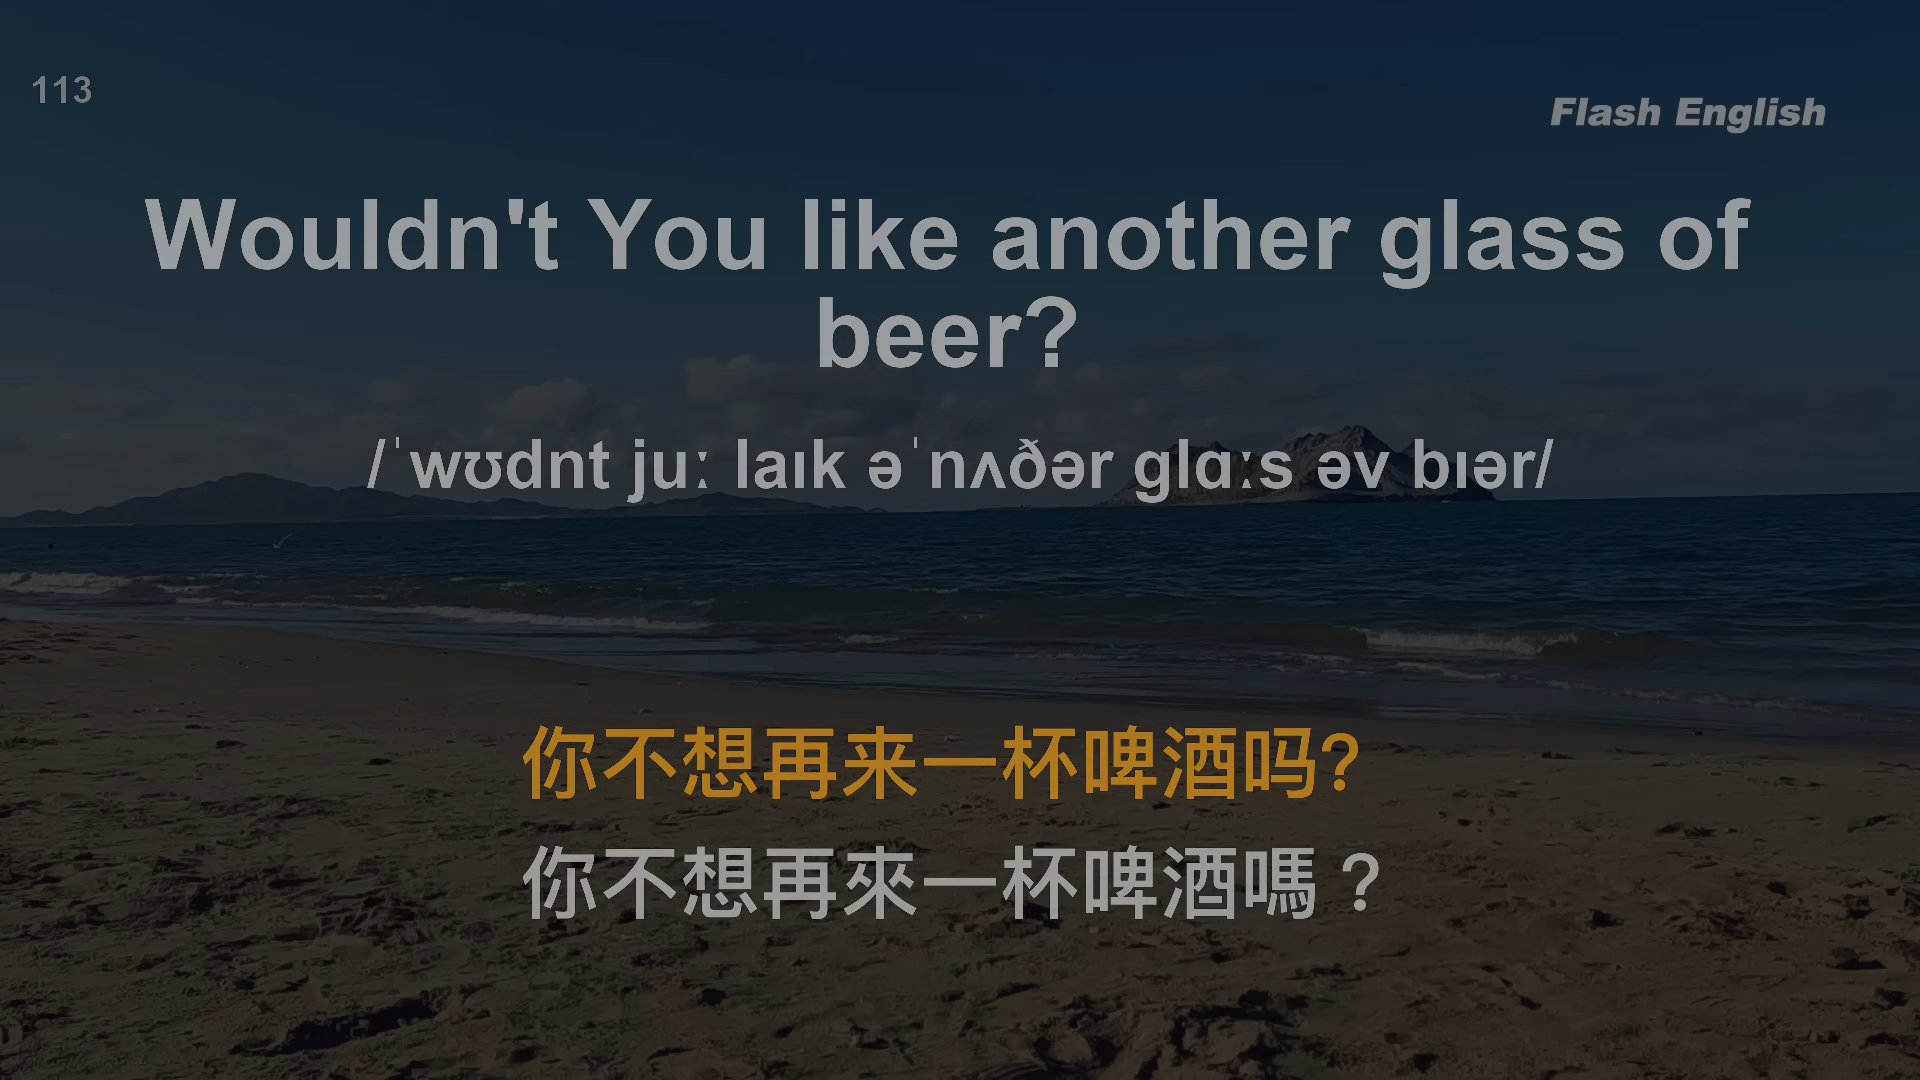 113
Flash English
Wouldn't You like another glass of
beer?
/ˈwʊdnt juː laɪk əˈnʌðər glɑːs əv bɪər/
你不想再来一杯啤酒吗?
你不想再來一杯啤酒嗎？